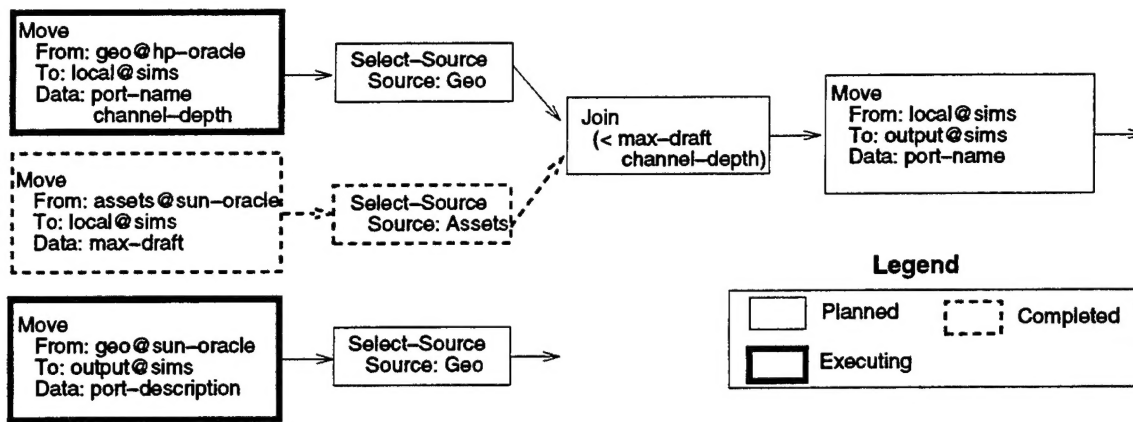 Move
From: geo@hp-oracle
To: local@sims
Data: port-name
channel-depth
Select-Source
Source: Geo
Join
(< max-draft
channel-depth)
Move
From: local@sims
To: output@sims
Data: port-name
Move
From: assets@sun-oracle
To: local@sims
Data: max-draft
Select-Source
Source: Assets
Move
From: geo@sun-oracle
To: output@sims
Data: port-description
Select-Source
Source: Geo
Legend
Planned
Completed
Executing